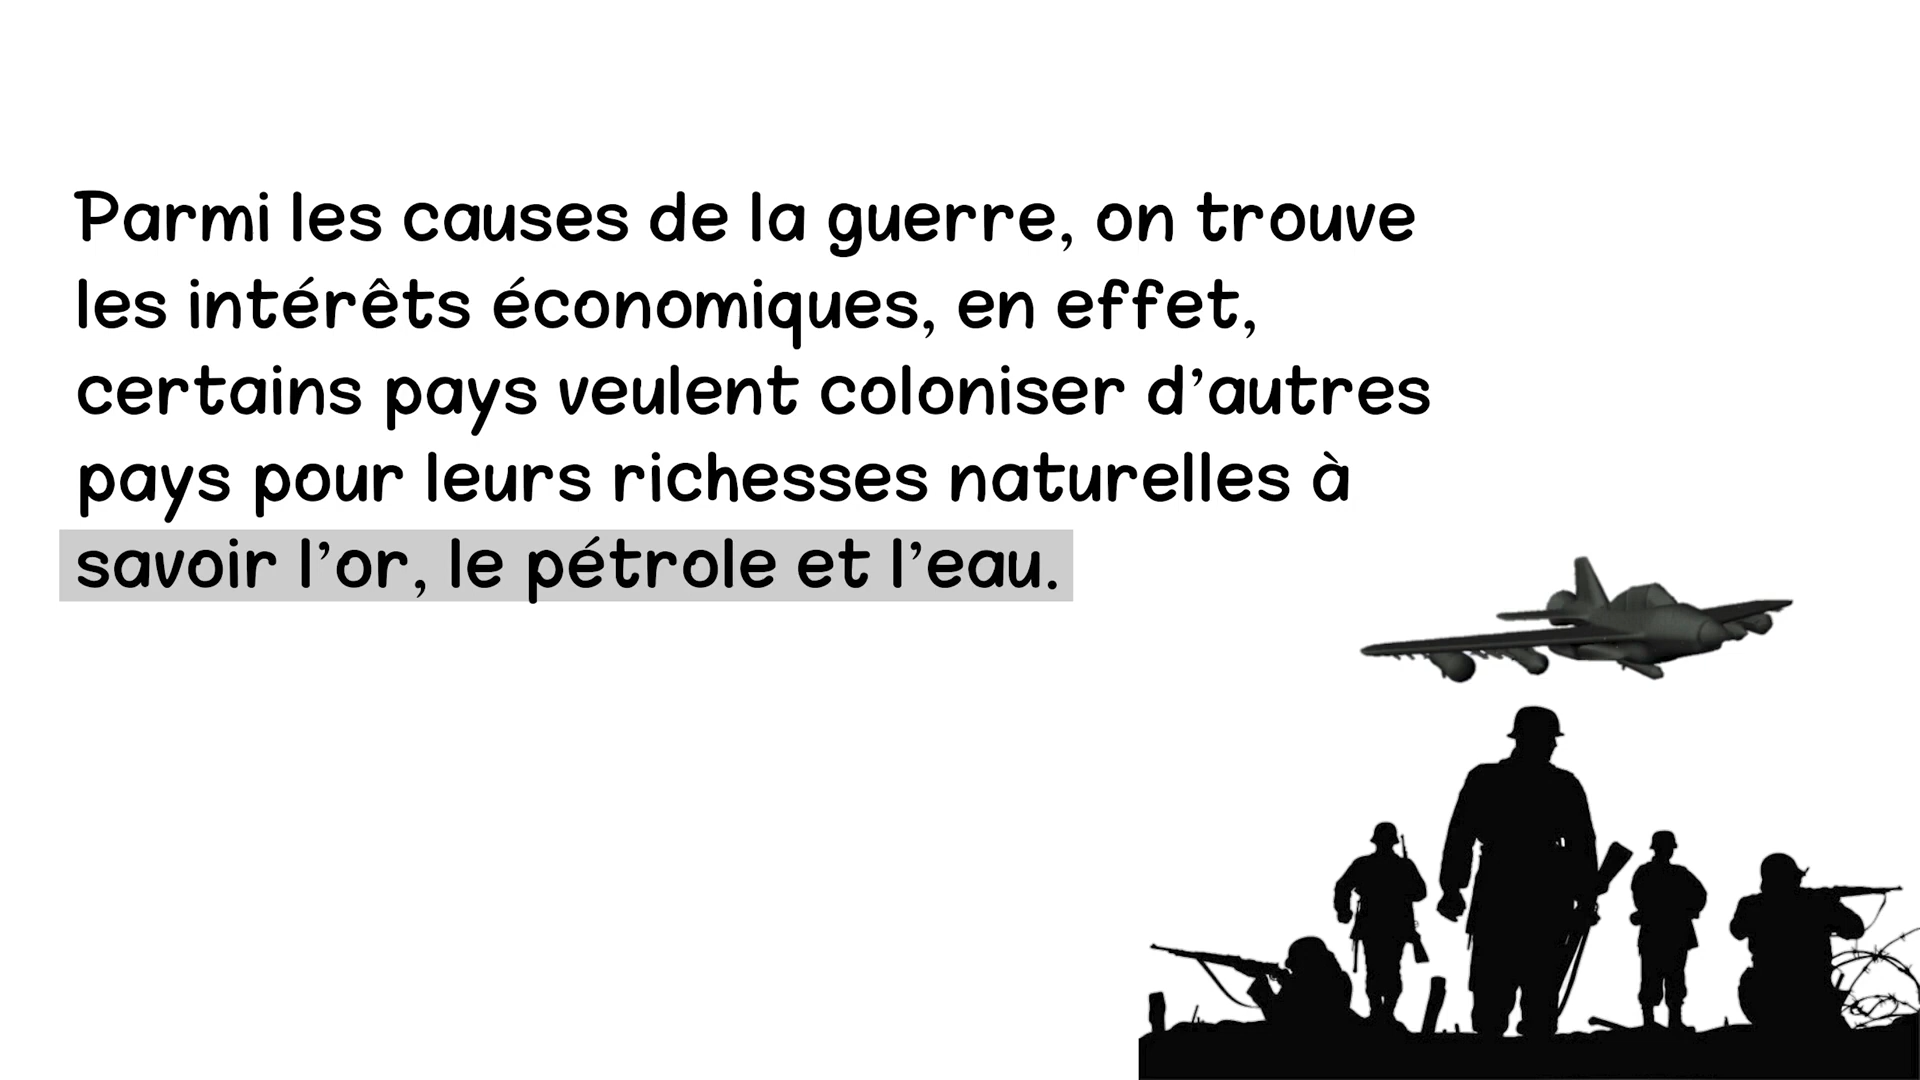 Parmi les causes de la guerre, on trouve
les intérêts économiques, en effet,
certains pays veulent coloniser d’autres
pays pour leurs richesses naturelles à
savoir l’or, le pétrole et l’eau.